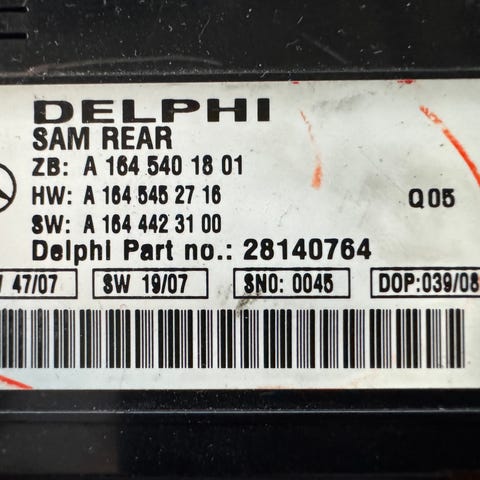 DELPHI
SAM REAR
ZB: A 164 540 18 01
HW: A 164 545 27 16
Q05
SW: A 164 442 31 00
Delphi Part no.: 28140764
47/07
SW 19/07
SNO: 0045
DOP:039/08